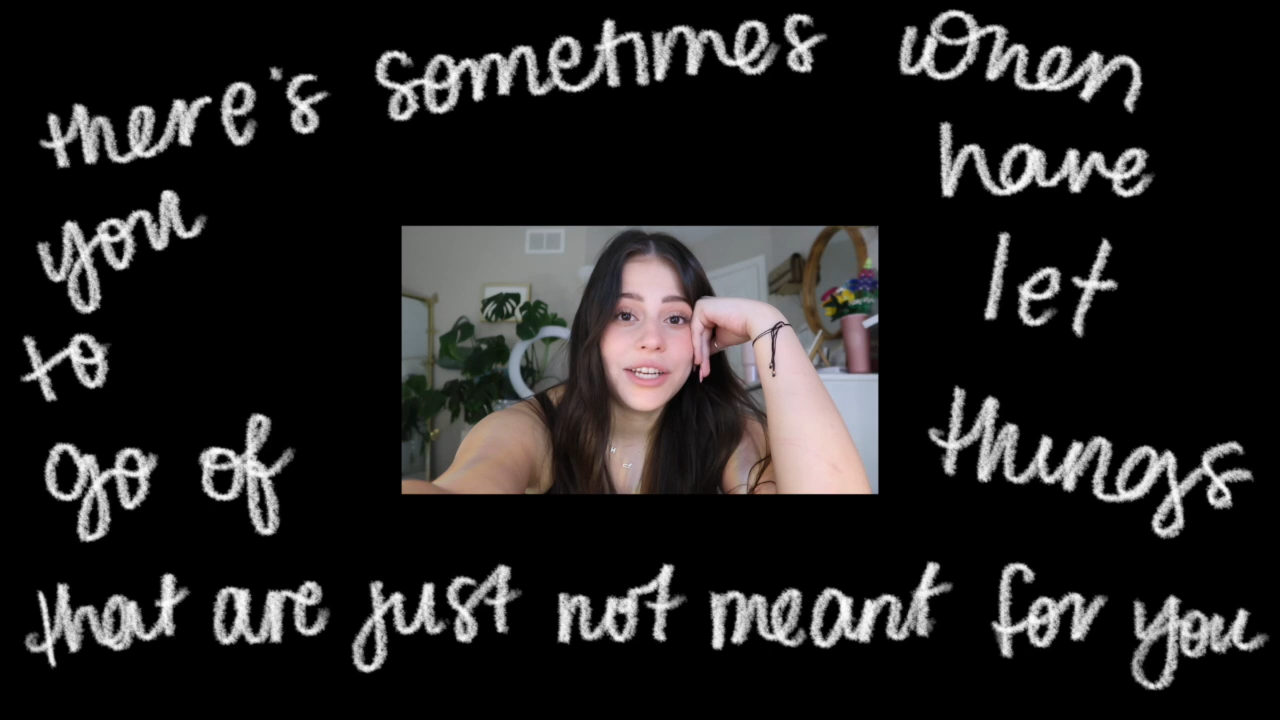 there's sometimes when
you have
to let
go of things
that are just not meant for you